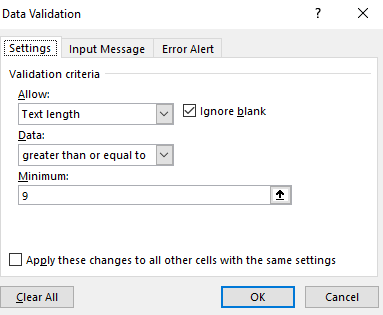 Data Validation ? ×
Settings Input Message Error Alert
Validation criteria
Allow:
Text length Ignore blank
Data:
greater than or equal to
Minimum:
9
Apply these changes to all other cells with the same settings
Clear All OK Cancel